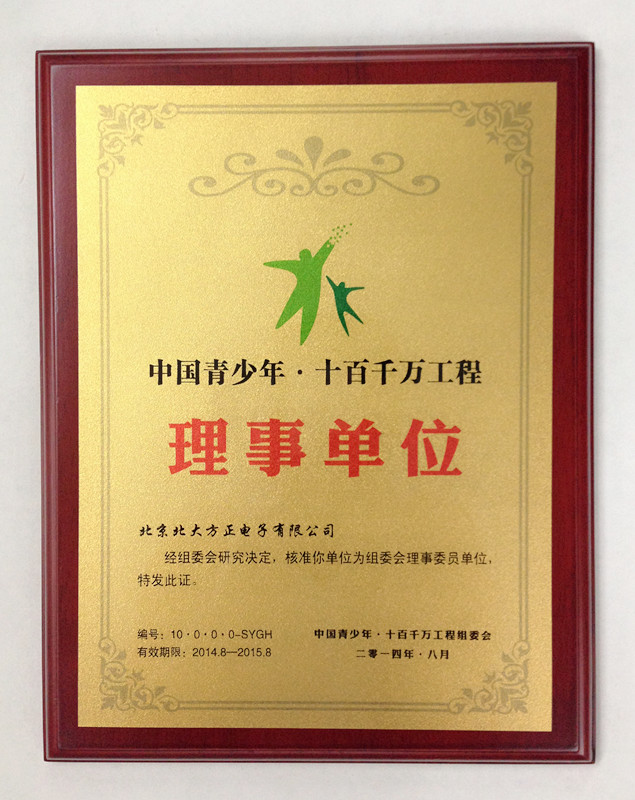 中国青少年·十百千万工程
理事单位
北京北大方正电子有限公司
经组委会研究决定，核准你单位为组委会理事委员单位，
特发此证。
编号：10·0·0·0-SYGH
有效期限：2014.8—2015.8
中国青少年·十百千万工程组委会
二零一四年·八月